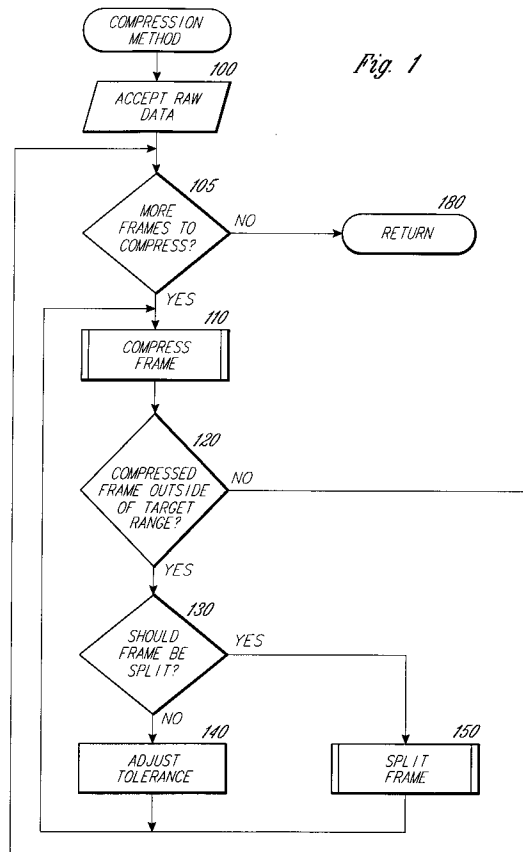 COMPRESSION
METHOD
Fig. 1
100
ACCEPT RAW
DATA
105
MORE
FRAMES TO
COMPRESS?
NO
180
RETURN
YES
110
COMPRESS
FRAME
120
COMPRESSED
FRAME OUTSIDE
OF TARGET
RANGE?
NO
YES
130
SHOULD
FRAME BE
SPLIT?
YES
NO
140
ADJUST
TOLERANCE
150
SPLIT
FRAME